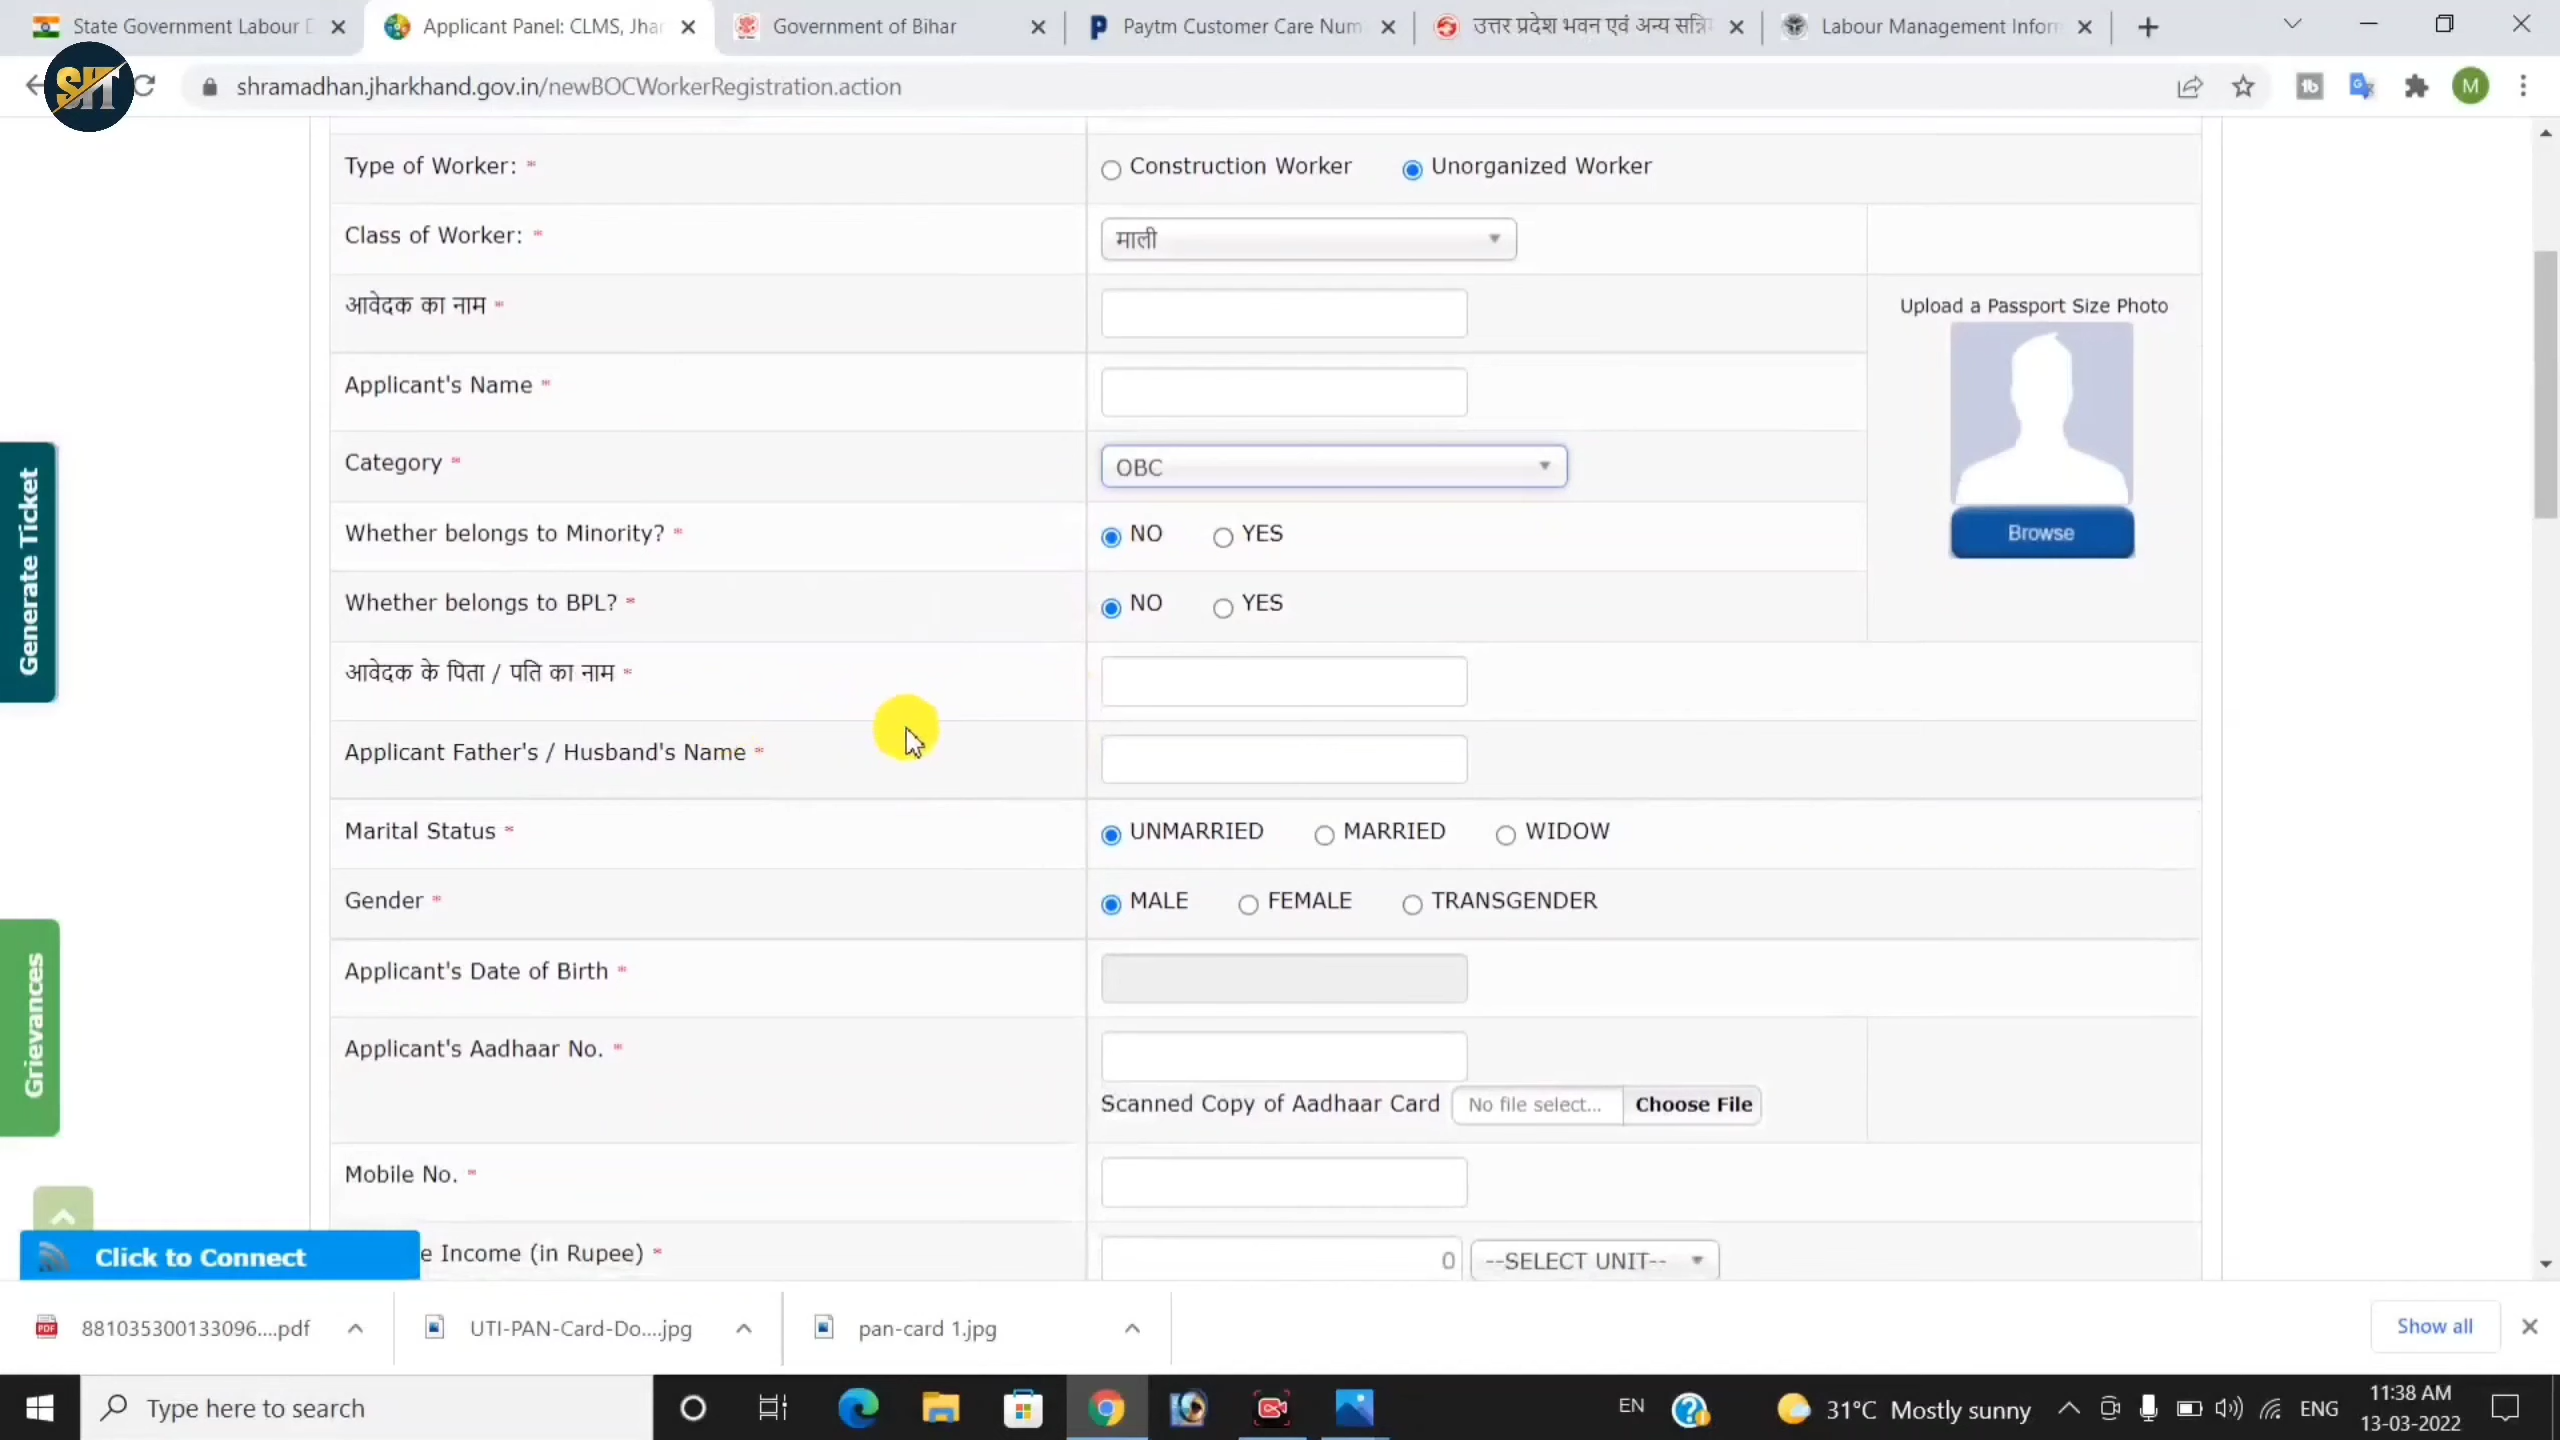 State Government Labour D
Applicant Panel: CLMS, Jhar
Government of Bihar
Paytm Customer Care Num
उत्तर प्रदेश भवन एवं अन्य सन्नि
Labour Management Inform
SIT
shramadhan.jharkhand.gov.in/newBOCWorkerRegistration.action
M
Type of Worker: *
Construction Worker
Unorganized Worker
Class of Worker: *
माली
आवेदक का नाम *
Upload a Passport Size Photo
Applicant's Name *
Category *
OBC
Whether belongs to Minority? *
NO
YES
Browse
Whether belongs to BPL? *
NO
YES
Generate Ticket
आवेदक के पिता / पति का नाम *
Applicant Father's / Husband's Name *
Marital Status *
UNMARRIED
MARRIED
WIDOW
Gender *
MALE
FEMALE
TRANSGENDER
Grievances
Applicant's Date of Birth *
Applicant's Aadhaar No. *
Scanned Copy of Aadhaar Card
No file select...
Choose File
Mobile No. *
Click to Connect
e Income (in Rupee) *
0
--SELECT UNIT--
PDF
881035300133096....pdf
UTI-PAN-Card-Do....jpg
pan-card 1.jpg
Show all
Type here to search
EN
31°C Mostly sunny
ENG
11:38 AM
13-03-2022